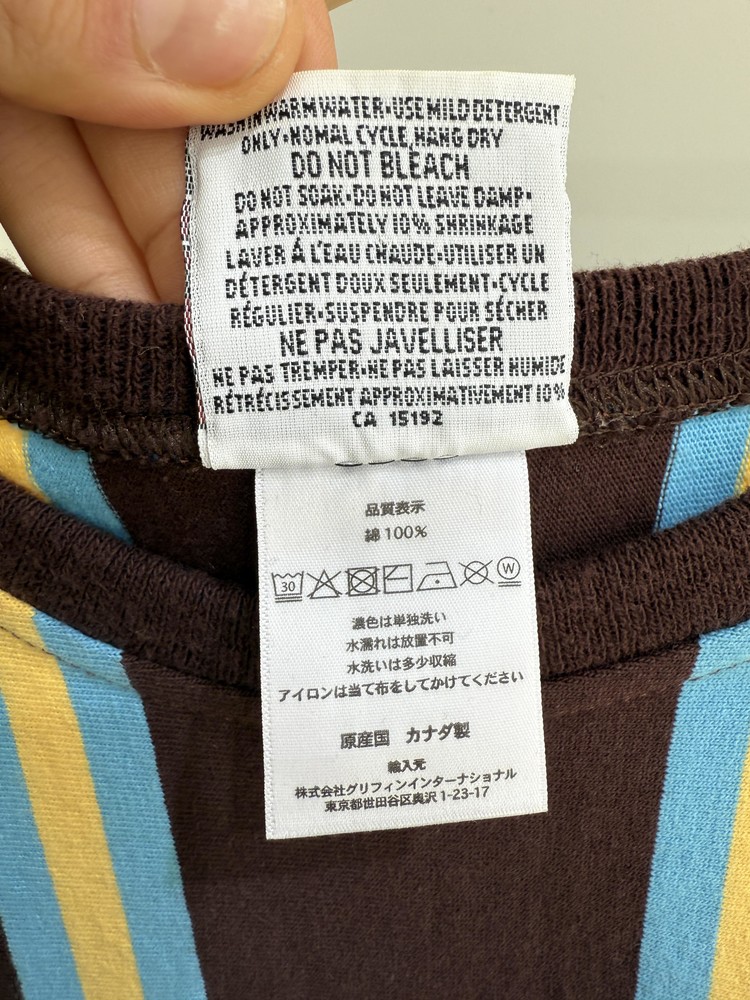 WASH IN WARM WATER•USE MILD DETERGENT
ONLY•NOMAL CYCLE, HANG DRY
DO NOT BLEACH
DO NOT SOAK•DO NOT LEAVE DAMP•
APPROXIMATELY 10% SHRINKAGE
LAVER À L'EAU CHAUDE•UTILISER UN
DÉTERGENT DOUX SEULEMENT•CYCLE
RÉGULIER•SUSPENDRE POUR SÉCHER
NE PAS JAVELLISER
NE PAS TREMPER•NE PAS LAISSER HUMIDE
RÉTRÉCISSEMENT APPROXIMATIVEMENT 10%
CA 15192
品質表示
綿100%
30 W
濃色は単独洗い
水濡れは放置不可
水洗いは多少収縮
アイロンは当て布をしてかけてください
原産国 カナダ製
輸入元
株式会社グリフィンインターナショナル
東京都世田谷区奥沢1-23-17